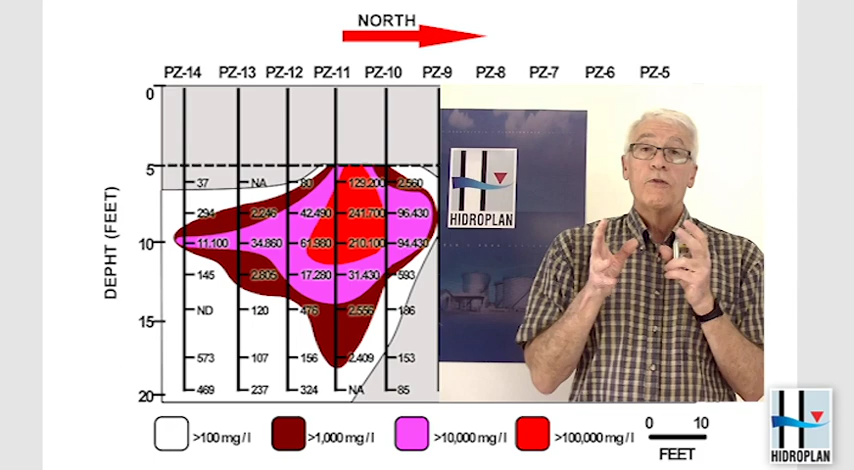 NORTH
PZ-14 PZ-13 PZ-12 PZ-11 PZ-10 PZ-9 PZ-8 PZ-7 PZ-6 PZ-5
0
5
37 NA 80 129.200 2.560
294 2.246 42.490 241.700 96.430
10
11.100 34.860 61.980 210.100 94.430
145 2.805 17.280 31.430 593
ND 120 476 2.556 186
15
573 107 156 2.409 153
20
469 237 324 NA 85
DEPHT (FEET)
HIDROPLAN
>100 mg / l >1,000 mg / l >10,000 mg / l >100,000 mg / l
0 10
FEET
HIDROPLAN